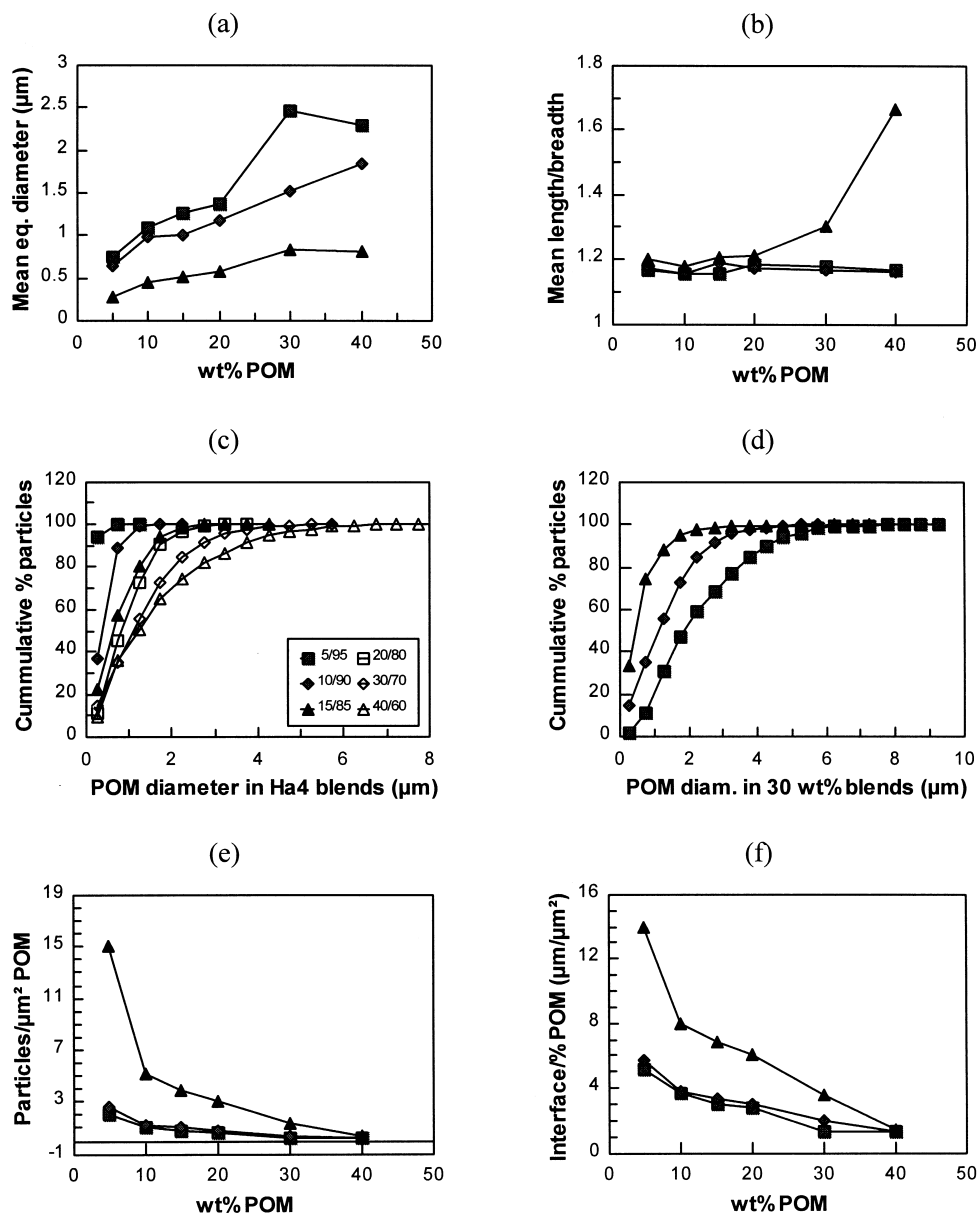 (a)
Mean eq. diameter (µm)
3
2.5
2
1.5
1
0.5
0
0 10 20 30 40 50
wt% POM
(b)
Mean length/breadth
1.8
1.6
1.4
1.2
1
0 10 20 30 40 50
wt% POM
(c)
Cummulative % particles
120
100
80
60
40
20
0
0 2 4 6 8
POM diameter in Ha4 blends (µm)
5/95 20/80
10/90 30/70
15/85 40/60
(d)
Cummulative % particles
120
100
80
60
40
20
0
0 2 4 6 8 10
POM diam. in 30 wt% blends (µm)
(e)
Particles/µm² POM
19
15
11
7
3
-1
0 10 20 30 40 50
wt% POM
(f)
Interface/% POM (µm/µm²)
16
12
8
4
0
0 10 20 30 40 50
wt% POM